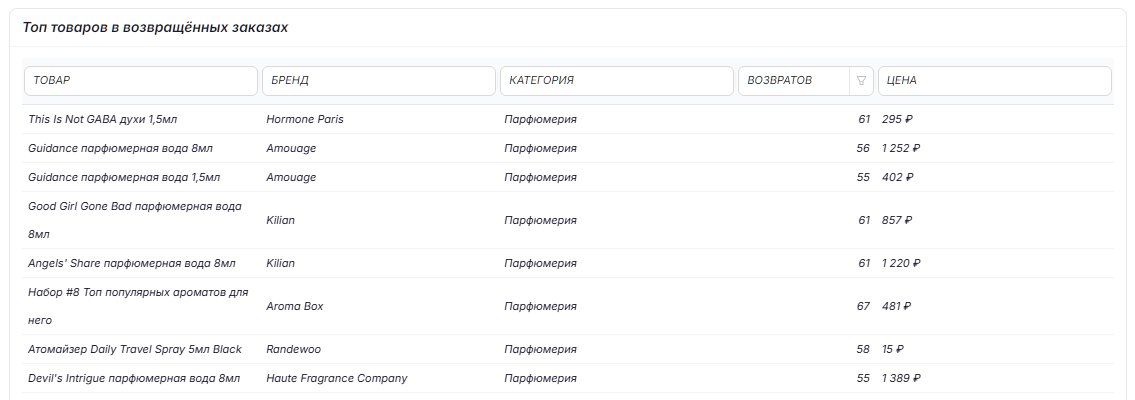 Топ товаров в возвращённых заказах
ТОВАР БРЕНД КАТЕГОРИЯ ВОЗВРАТОВ ЦЕНА
This Is Not GABA духи 1,5мл Hormone Paris Парфюмерия 61 295 ₽
Guidance парфюмерная вода 8мл Amouage Парфюмерия 56 1 252 ₽
Guidance парфюмерная вода 1,5мл Amouage Парфюмерия 55 402 ₽
Good Girl Gone Bad парфюмерная вода
8мл Kilian Парфюмерия 61 857 ₽
Angels' Share парфюмерная вода 8мл Kilian Парфюмерия 61 1 220 ₽
Набор #8 Топ популярных ароматов для
него Aroma Box Парфюмерия 67 481 ₽
Атомайзер Daily Travel Spray 5мл Black Randewoo Парфюмерия 58 15 ₽
Devil's Intrigue парфюмерная вода 8мл Haute Fragrance Company Парфюмерия 55 1 389 ₽